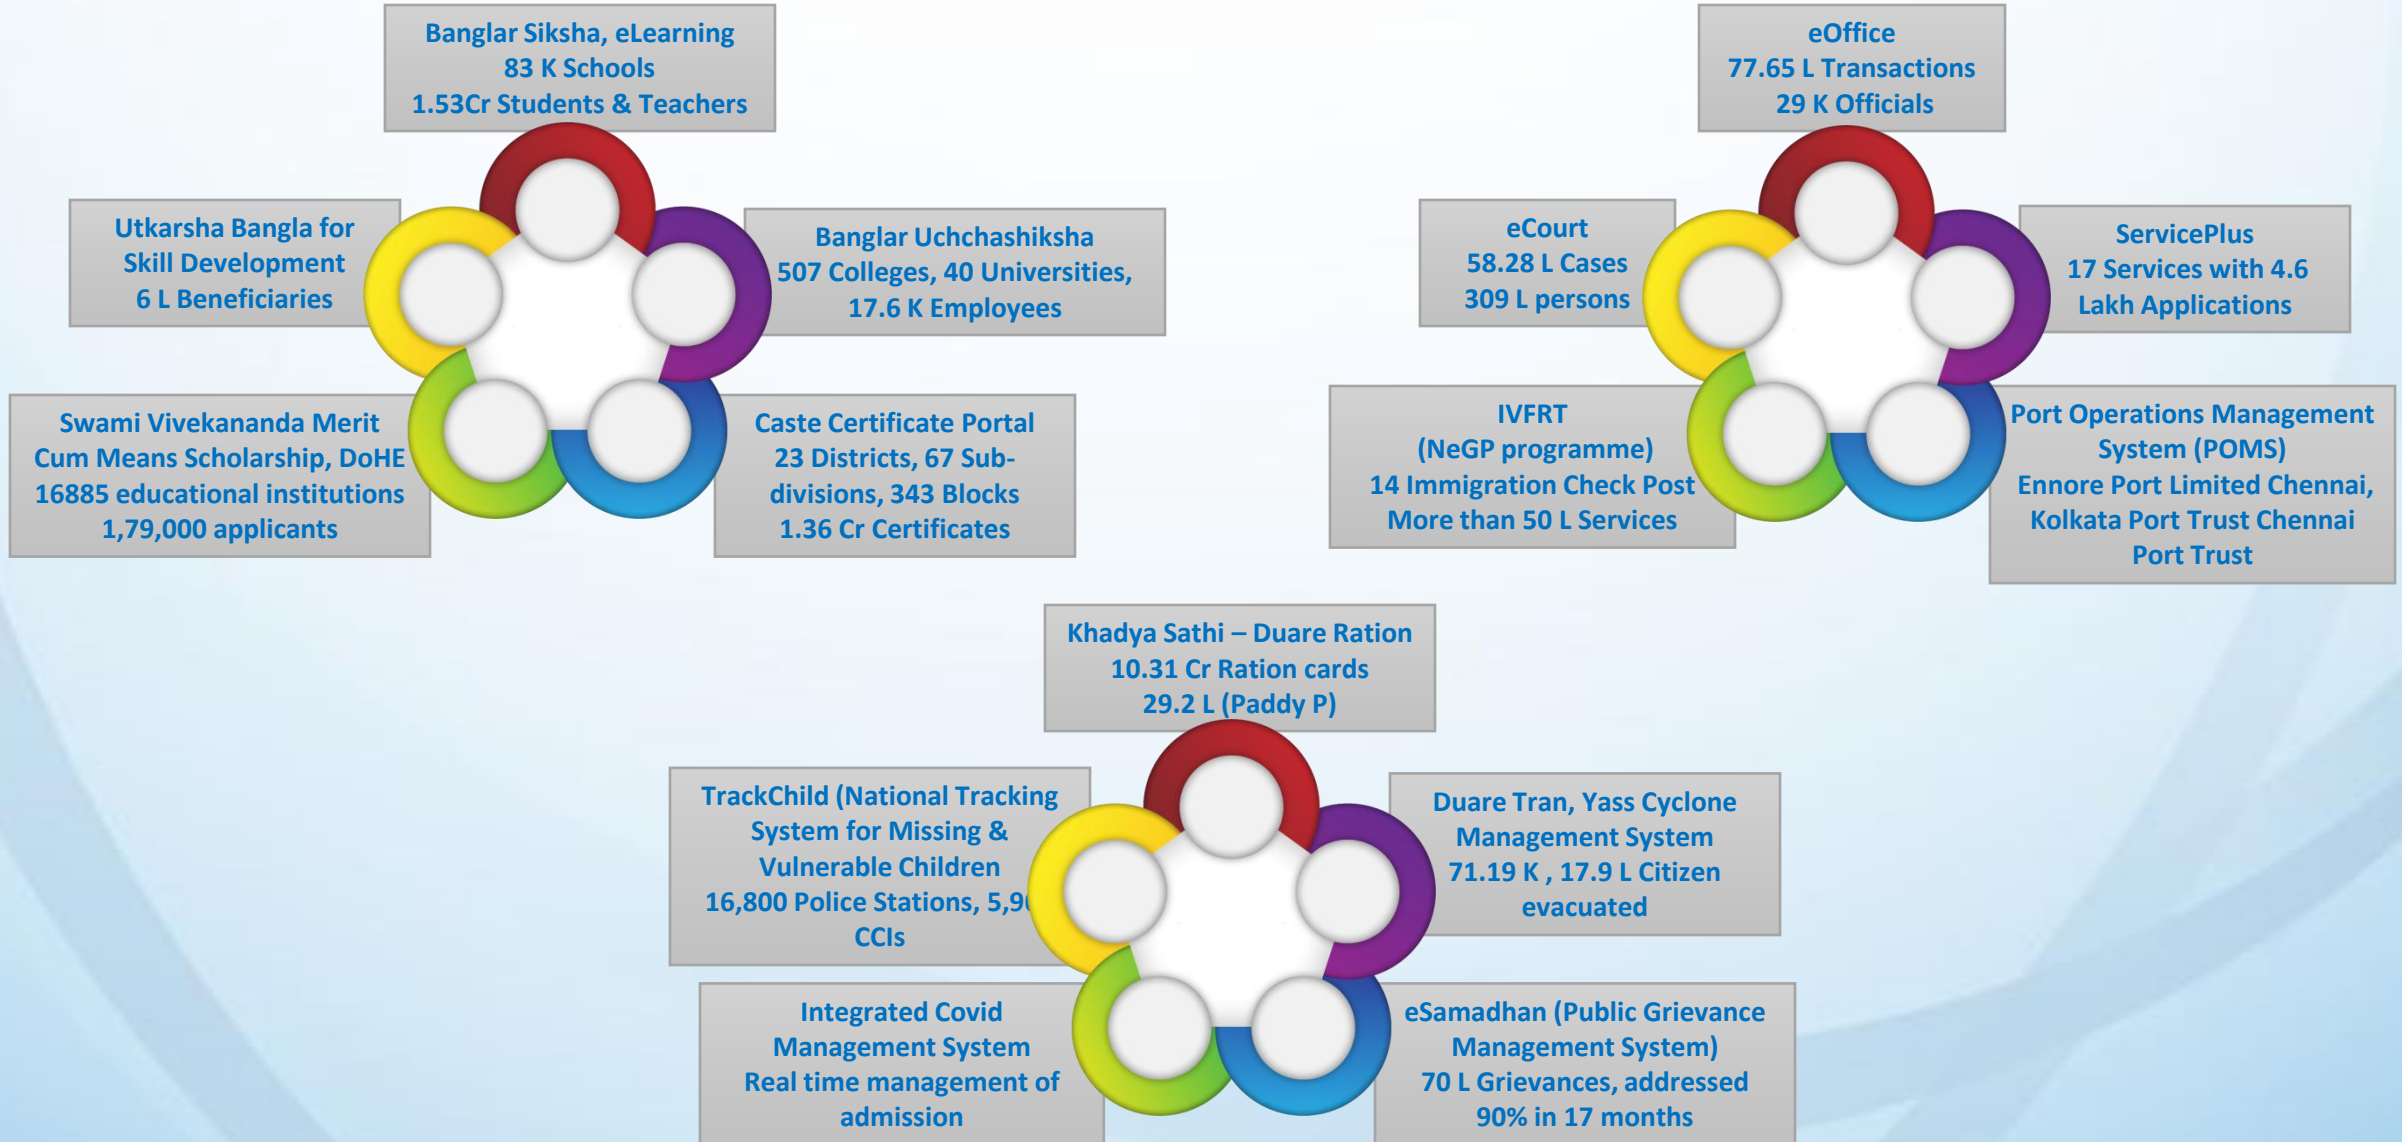 Banglar Siksha, eLearning
83 K Schools
1.53Cr Students & Teachers
Utkarsha Bangla for
Skill Development
6 L Beneficiaries
Banglar Uchchashiksha
507 Colleges, 40 Universities,
17.6 K Employees
Swami Vivekananda Merit
Cum Means Scholarship, DoHE
16885 educational institutions
1,79,000 applicants
Caste Certificate Portal
23 Districts, 67 Sub-
divisions, 343 Blocks
1.36 Cr Certificates
eOffice
77.65 L Transactions
29 K Officials
eCourt
58.28 L Cases
309 L persons
ServicePlus
17 Services with 4.6
Lakh Applications
IVFRT
(NeGP programme)
14 Immigration Check Post
More than 50 L Services
Port Operations Management
System (POMS)
Ennore Port Limited Chennai,
Kolkata Port Trust Chennai
Port Trust
Khadya Sathi – Duare Ration
10.31 Cr Ration cards
29.2 L (Paddy P)
TrackChild (National Tracking
System for Missing &
Vulnerable Children
16,800 Police Stations,
CCIs
Duare Tran, Yass Cyclone
Management System
71.19 K , 17.9 L Citizen
evacuated
Integrated Covid
Management System
Real time management of
admission
eSamadhan (Public Grievance
Management System)
70 L Grievances, addressed
90% in 17 months